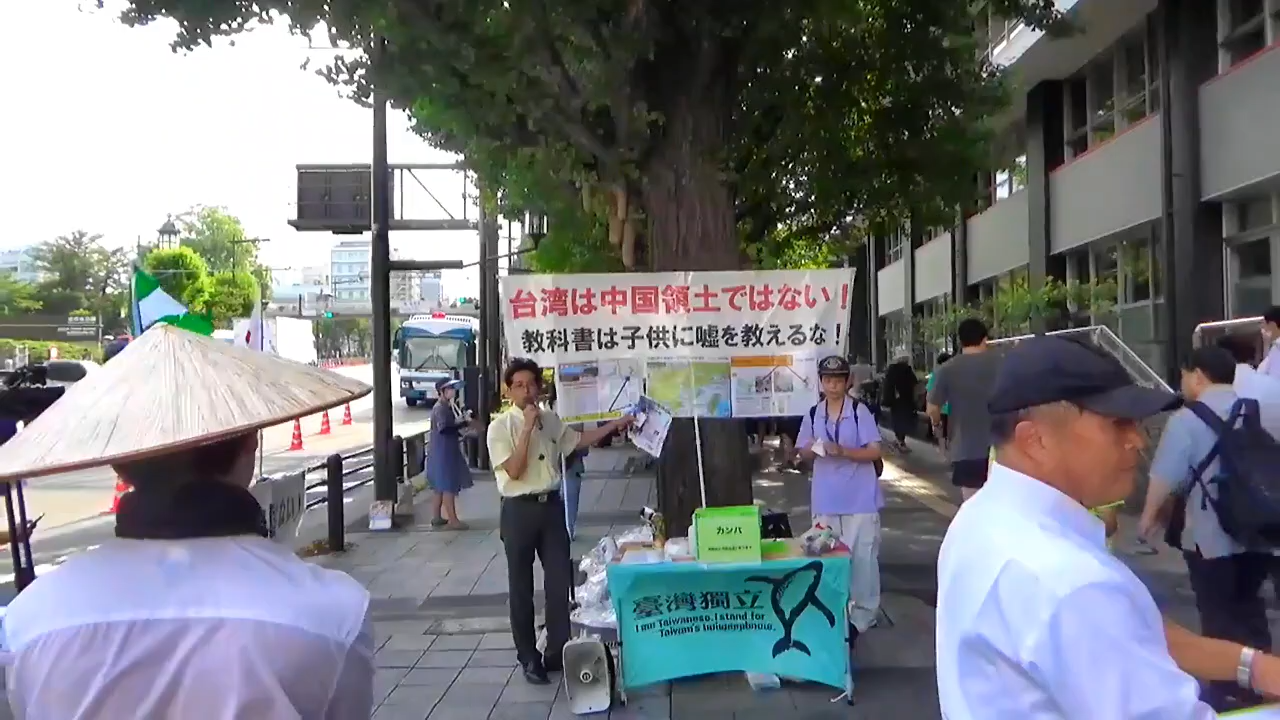 台湾は中国領土ではない!
教科書は子供に嘘を教えるな!
カンパ
臺灣獨立
I am Taiwanese. I stand for
Taiwan's Independence.